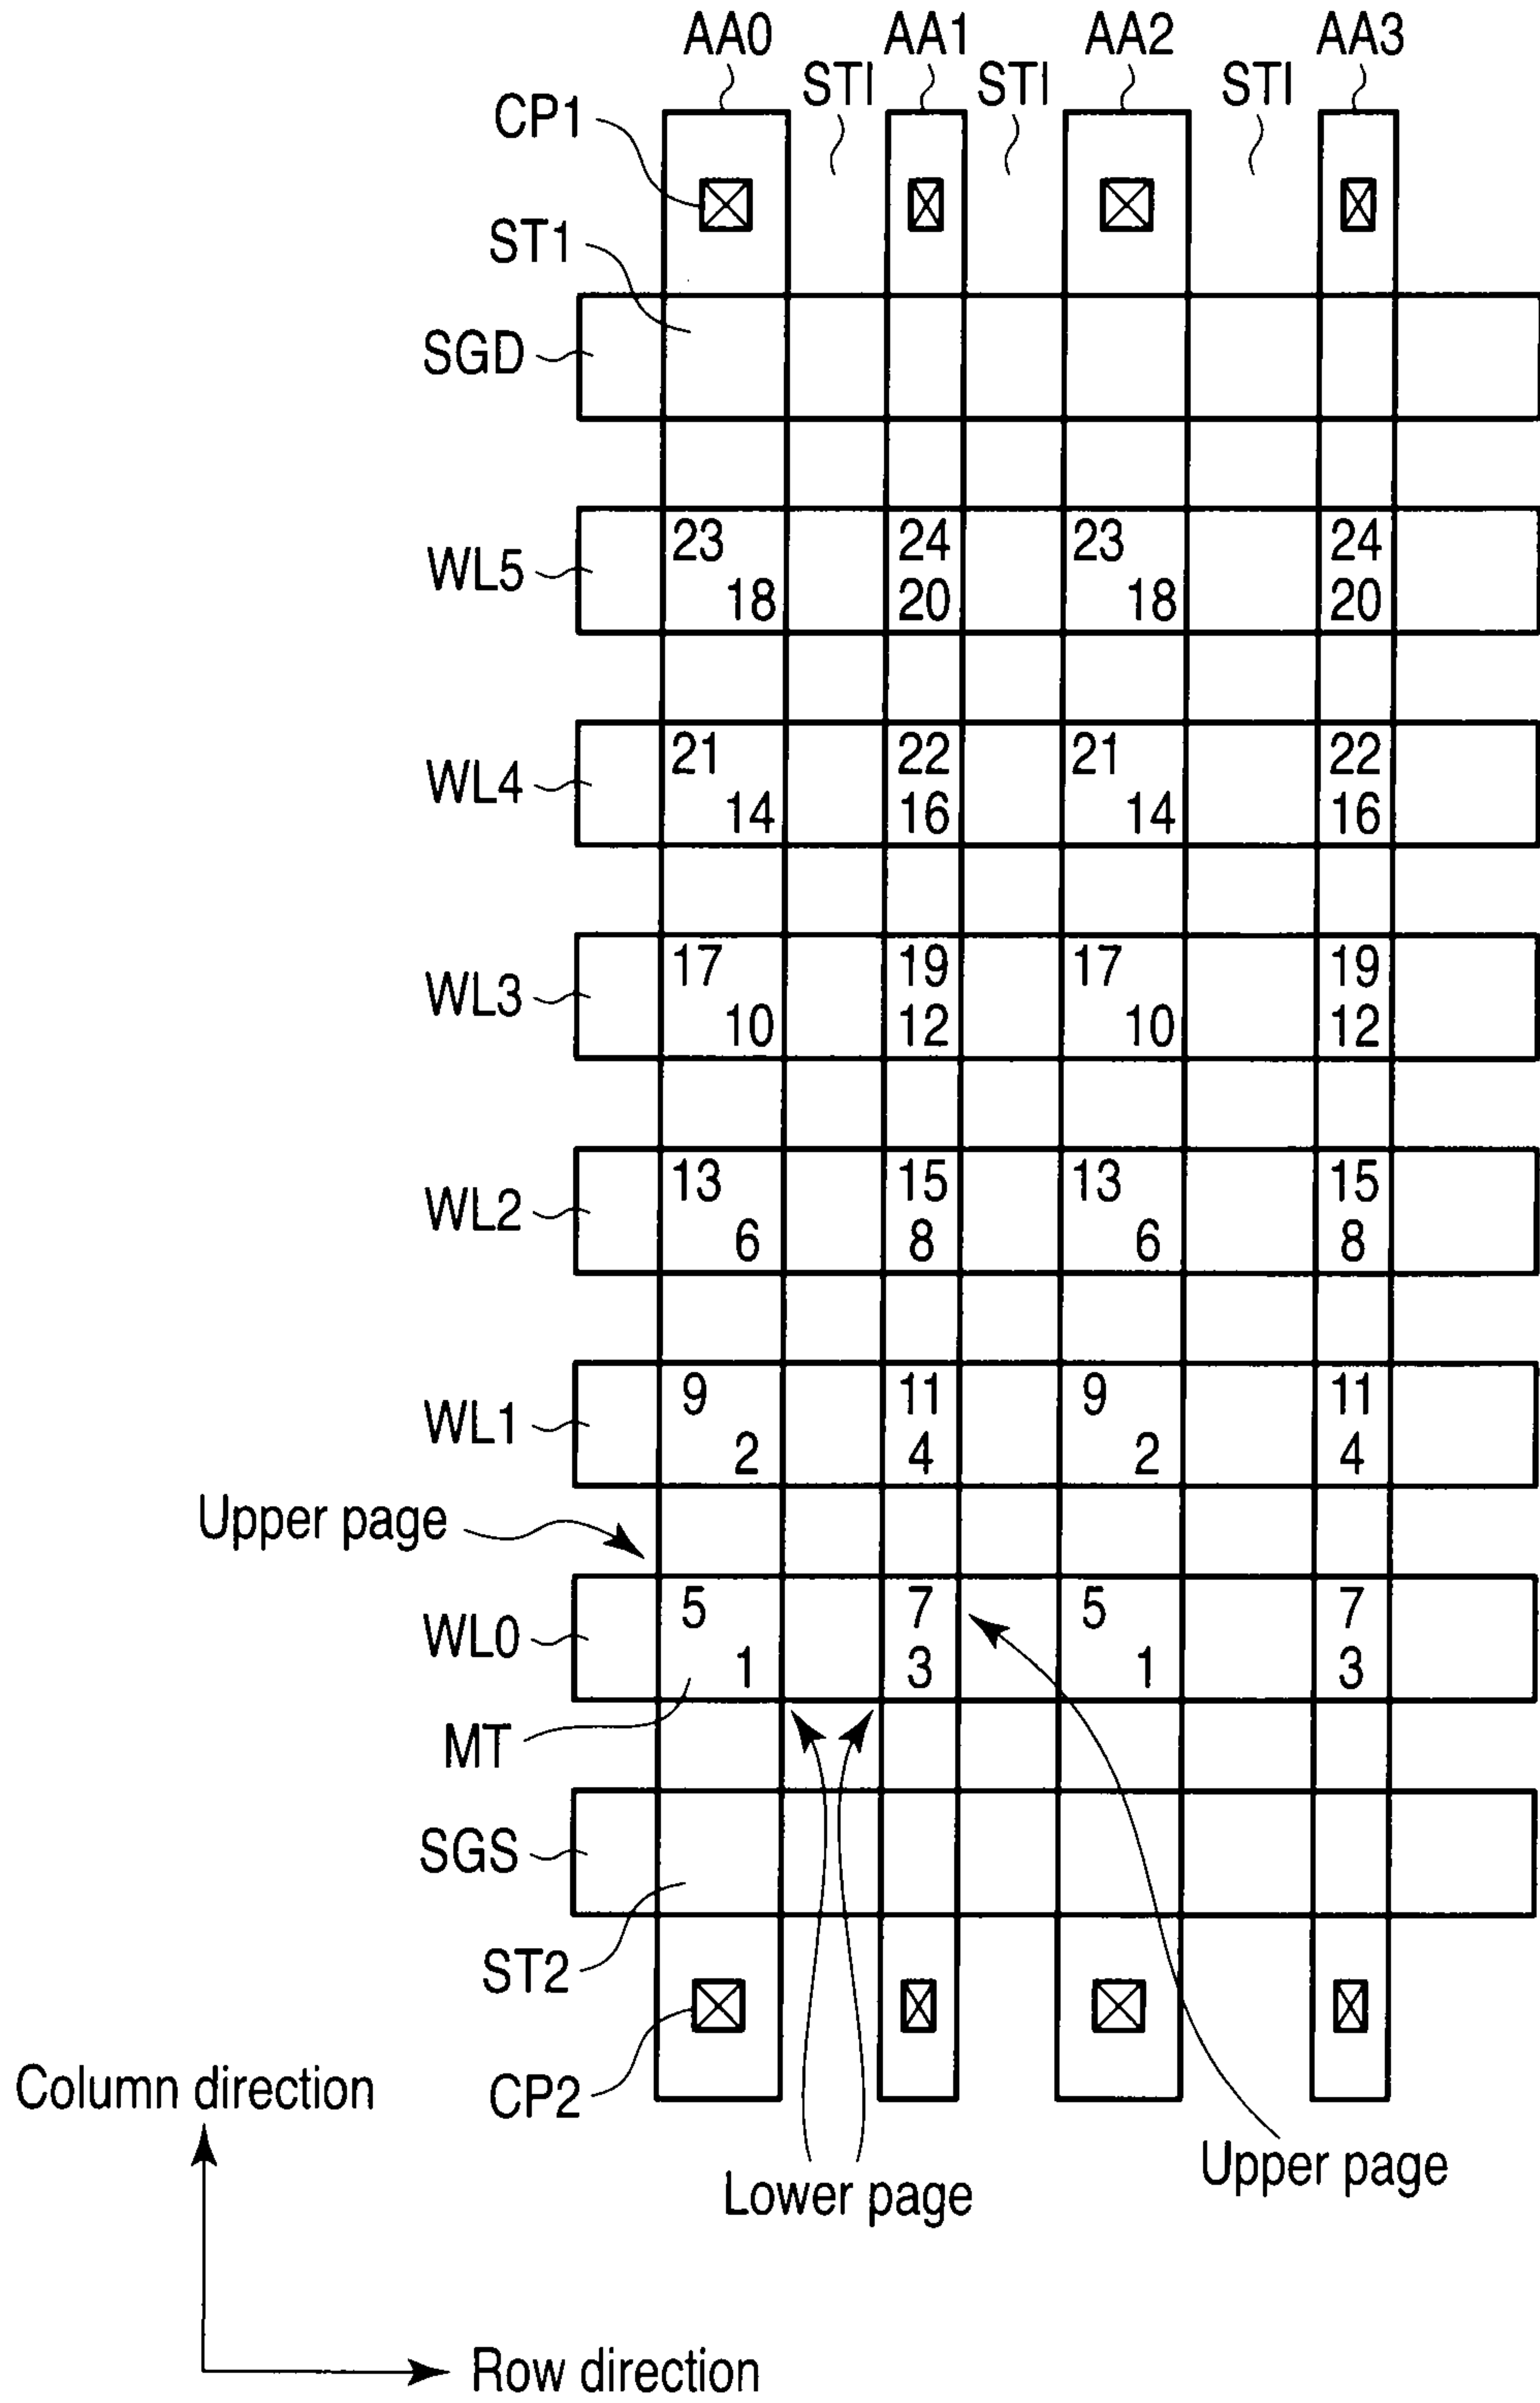 AA0 AA1 AA2 AA3
STI STI STI
CP1
ST1
SGD
23 24 23 24
WL5
18 20 18 20
21 22 21 22
WL4
14 16 14 16
17 19 17 19
WL3
10 12 10 12
13 15 13 15
WL2
6 8 6 8
9 11 9 11
WL1
2 4 2 4
Upper page
5 7 5 7
WL0
1 3 1 3
MT
SGS
ST2
CP2
Column direction
Upper page
Lower page
Row direction